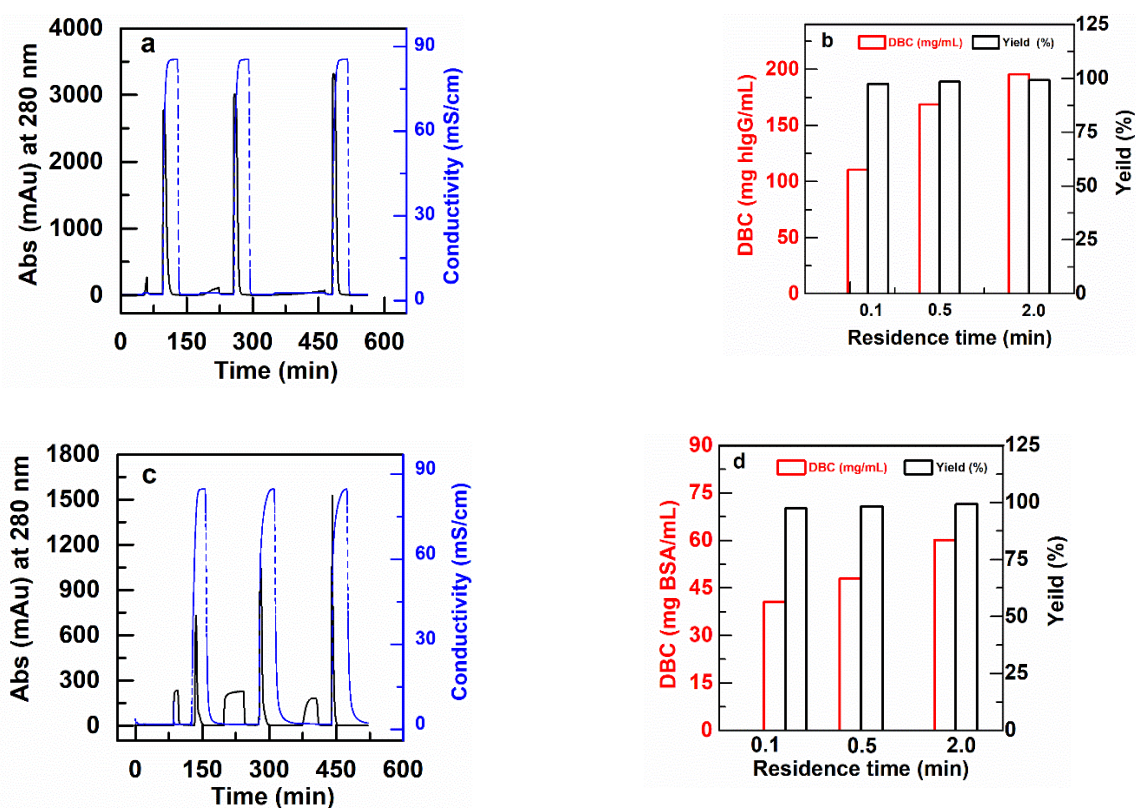 a
Abs (mAu) at 280 nm
4000
3000
2000
1000
0
90
60
30
0
Conductivity (mS/cm)
0 150 300 450 600
Time (min)
b
DBC (mg/mL) Yield (%)
DBC (mg hIgG/mL)
200
150
100
50
0
125
100
75
50
25
0
Yeild (%)
0.1 0.5 2.0
Residence time (min)
c
Abs (mAu) at 280 nm
1800
1500
1200
900
600
300
0
90
60
30
0
Conductivity (mS/cm)
0 150 300 450 600
Time (min)
d
DBC (mg/mL) Yield (%)
DBC (mg BSA/mL)
90
75
60
45
30
15
0
125
100
75
50
25
0
Yeild (%)
0.1 0.5 2.0
Residence time (min)